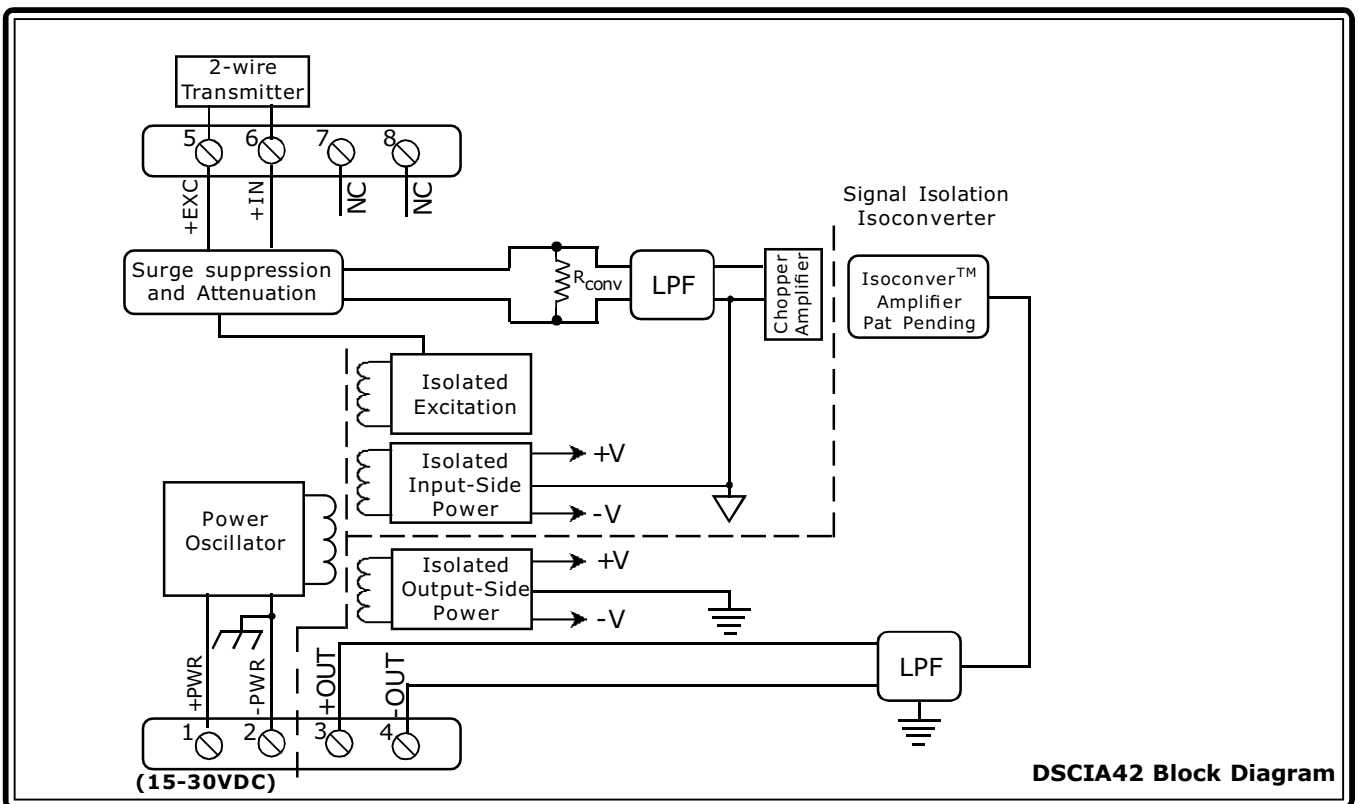 2-wire
Transmitter
5 6 7 8
+EXC
+IN
NC
NC
Signal Isolation
Isoconverter
Surge suppression
and Attenuation
Rconv
LPF
Chopper
Amplifier
Isoconver™
Amplifier
Pat Pending
Isolated
Excitation
Isolated
Input-Side
Power
+V
-V
Power
Oscillator
Isolated
Output-Side
Power
+V
-V
LPF
+PWR
-PWR
+OUT
-OUT
1 2 3 4
(15-30VDC)
DSCIA42 Block Diagram